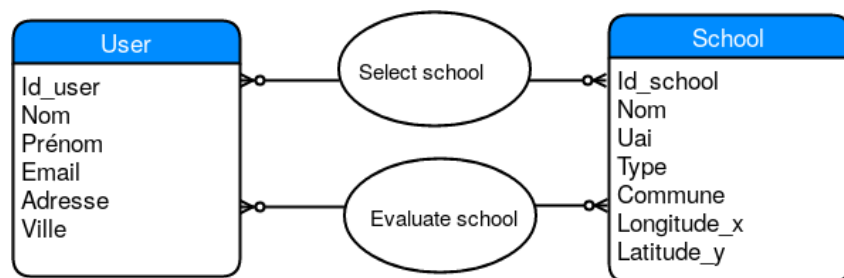 User
Id_user
Nom
Prénom
Email
Adresse
Ville
Select school
Evaluate school
School
Id_school
Nom
Uai
Type
Commune
Longitude_x
Latitude_y